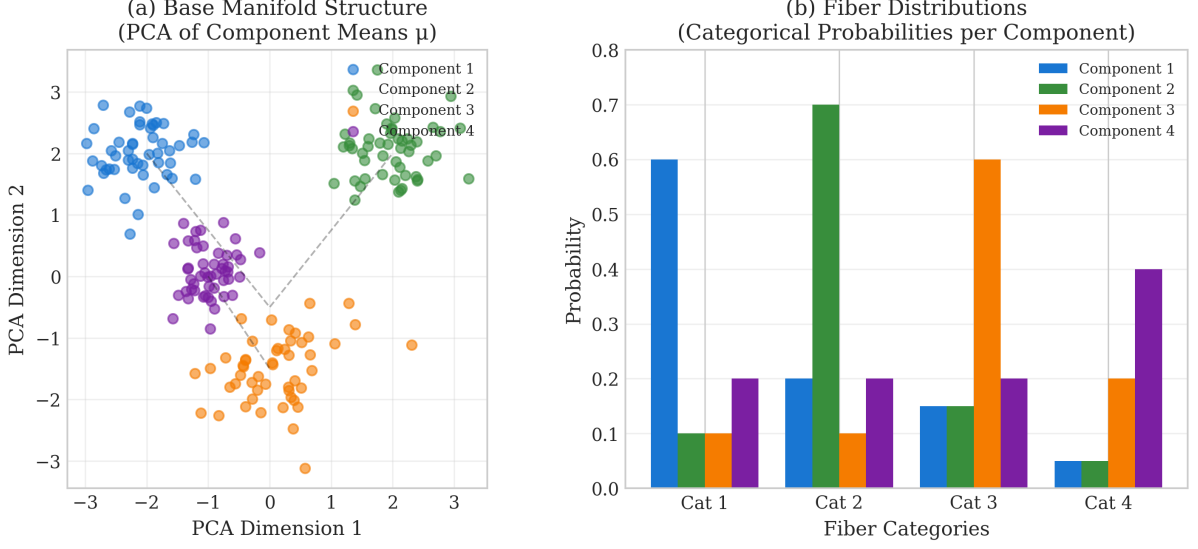 (a) Base Manifold Structure
(PCA of Component Means μ)
Component 1
Component 2
Component 3
Component 4
3
2
1
0
−1
−2
−3
PCA Dimension 2
−3 −2 −1 0 1 2 3
PCA Dimension 1
(b) Fiber Distributions
(Categorical Probabilities per Component)
Component 1
Component 2
Component 3
Component 4
0.8
0.7
0.6
0.5
0.4
0.3
0.2
0.1
0.0
Probability
Cat 1 Cat 2 Cat 3 Cat 4
Fiber Categories